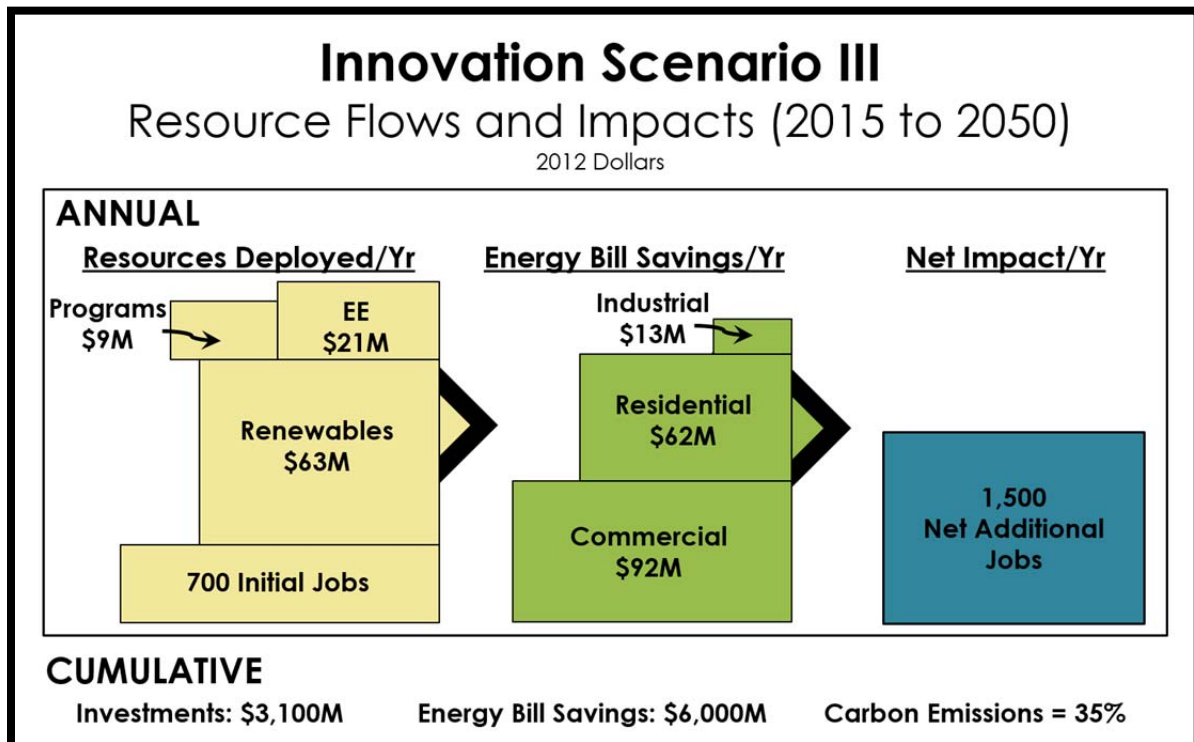 Innovation Scenario III
Resource Flows and Impacts (2015 to 2050)
2012 Dollars
ANNUAL
Resources Deployed/Yr
Programs
$9M
EE
$21M
Renewables
$63M
700 Initial Jobs
Energy Bill Savings/Yr
Industrial
$13M
Residential
$62M
Commercial
$92M
Net Impact/Yr
1,500
Net Additional
Jobs
CUMULATIVE
Investments: $3,100M
Energy Bill Savings: $6,000M
Carbon Emissions = 35%